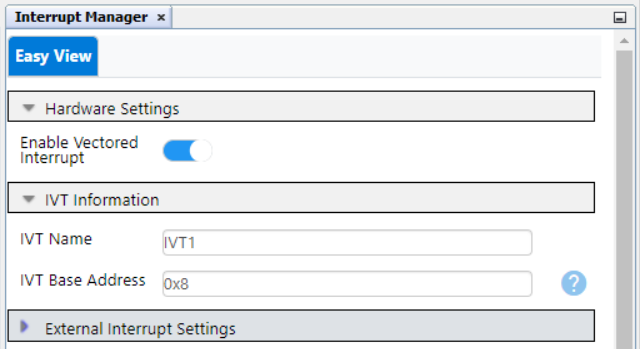 Interrupt Manager ×
Easy View
Hardware Settings
Enable Vectored
Interrupt
IVT Information
IVT Name
IVT1
IVT Base Address
0x8
?
External Interrupt Settings